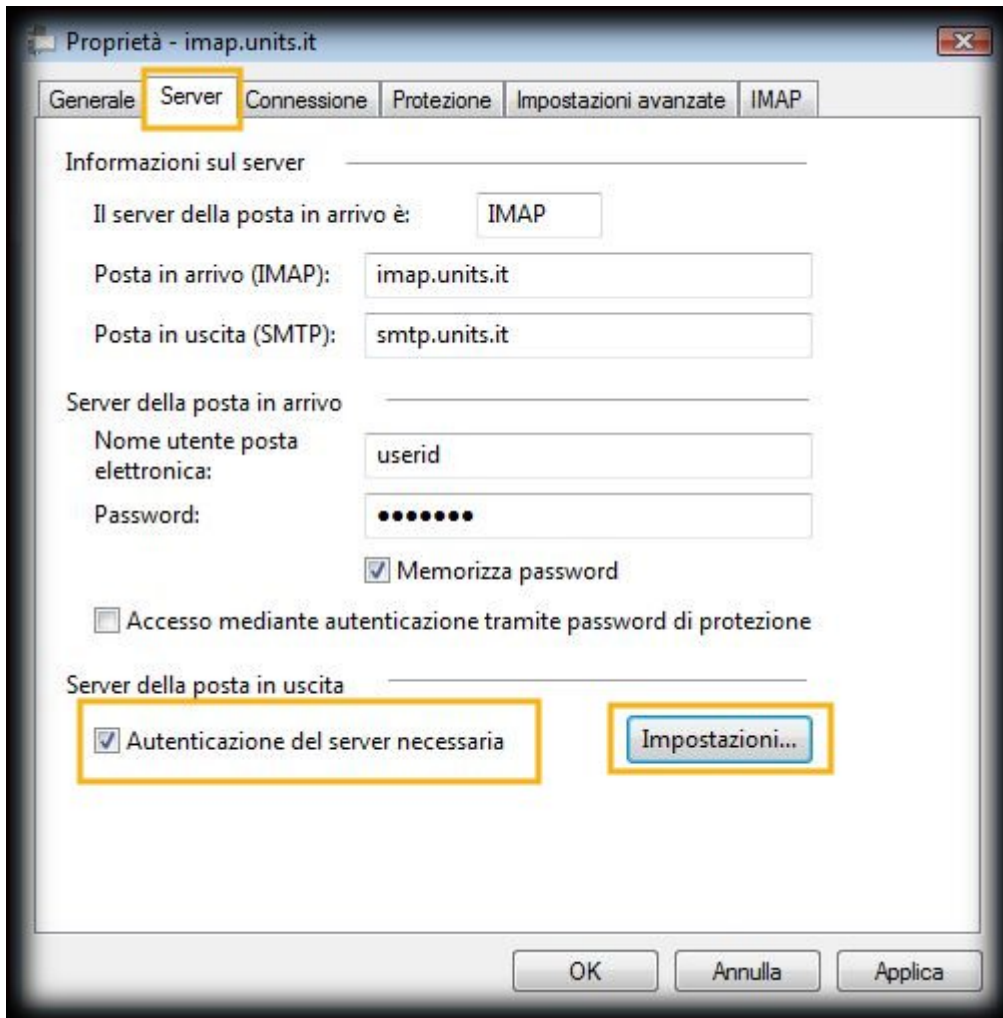 Proprietà - imap.units.it
Generale Server Connessione Protezione Impostazioni avanzate IMAP
Informazioni sul server
Il server della posta in arrivo è: IMAP
Posta in arrivo (IMAP): imap.units.it
Posta in uscita (SMTP): smtp.units.it
Server della posta in arrivo
Nome utente posta
elettronica: userid
Password: •••••••
Memorizza password
Accesso mediante autenticazione tramite password di protezione
Server della posta in uscita
Autenticazione del server necessaria Impostazioni...
OK Annulla Applica